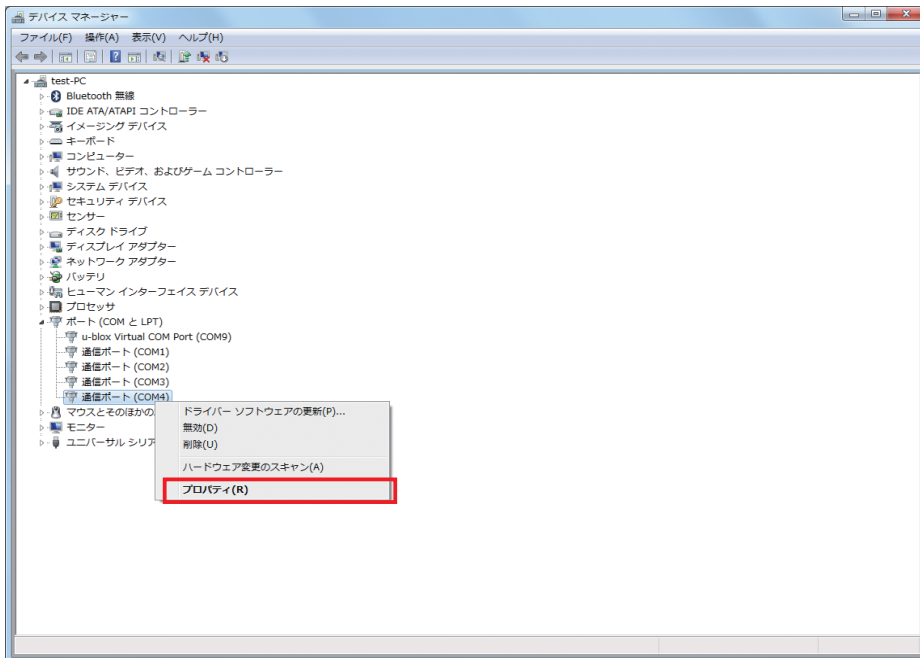 デバイス マネージャー
ファイル(F) 操作(A) 表示(V) ヘルプ(H)
test-PC
Bluetooth 無線
IDE ATA/ATAPI コントローラー
イメージング デバイス
キーボード
コンピューター
サウンド、ビデオ、およびゲーム コントローラー
システム デバイス
セキュリティ デバイス
センサー
ディスク ドライブ
ディスプレイ アダプター
ネットワーク アダプター
バッテリ
ヒューマン インターフェイス デバイス
プロセッサ
ポート (COM と LPT)
u-blox Virtual COM Port (COM9)
通信ポート (COM1)
通信ポート (COM2)
通信ポート (COM3)
通信ポート (COM4)
マウスとそのほかの
モニター
ユニバーサル シリア
ドライバー ソフトウェアの更新(P)...
無効(D)
削除(U)
ハードウェア変更のスキャン(A)
プロパティ(R)